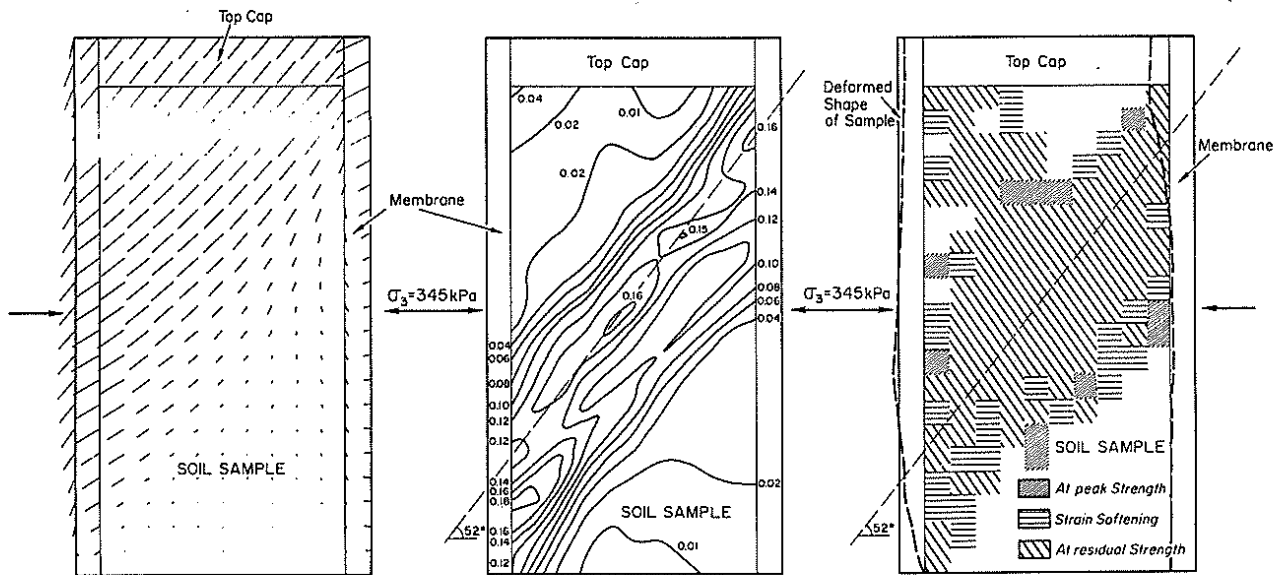 Top Cap
Membrane
SOIL SAMPLE
σ3=345kPa
Top Cap
0.04
0.02
0.01
0.02
0.16
0.14
0.12
0.15
0.10
0.08
0.06
0.04
0.16
0.04
0.06
0.08
0.10
0.12
0.12
0.14
0.16
0.18
0.16
0.14
0.12
52°
0.02
SOIL SAMPLE
0.01
σ3=345kPa
Top Cap
Deformed
Shape
of Sample
Membrane
SOIL SAMPLE
At peak Strength
Strain Softening
At residual Strength
52°